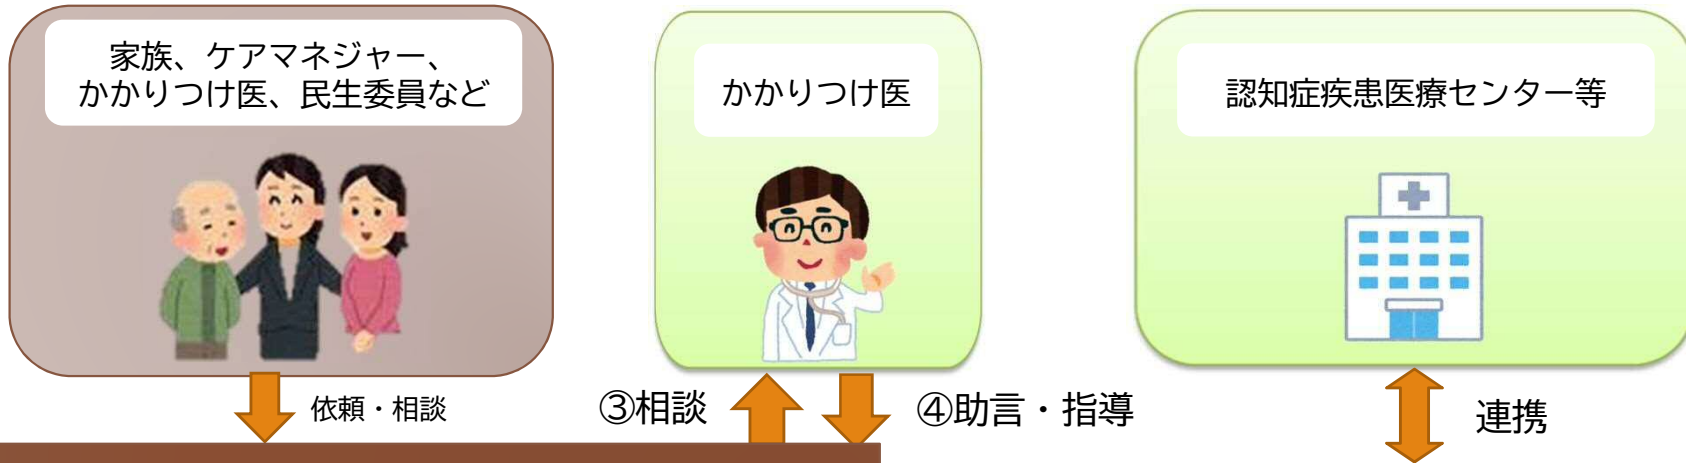 家族、ケアマネジャー、
かかりつけ医、民生委員など
かかりつけ医
認知症疾患医療センター等
依頼・相談
③相談
④助言・指導
連携